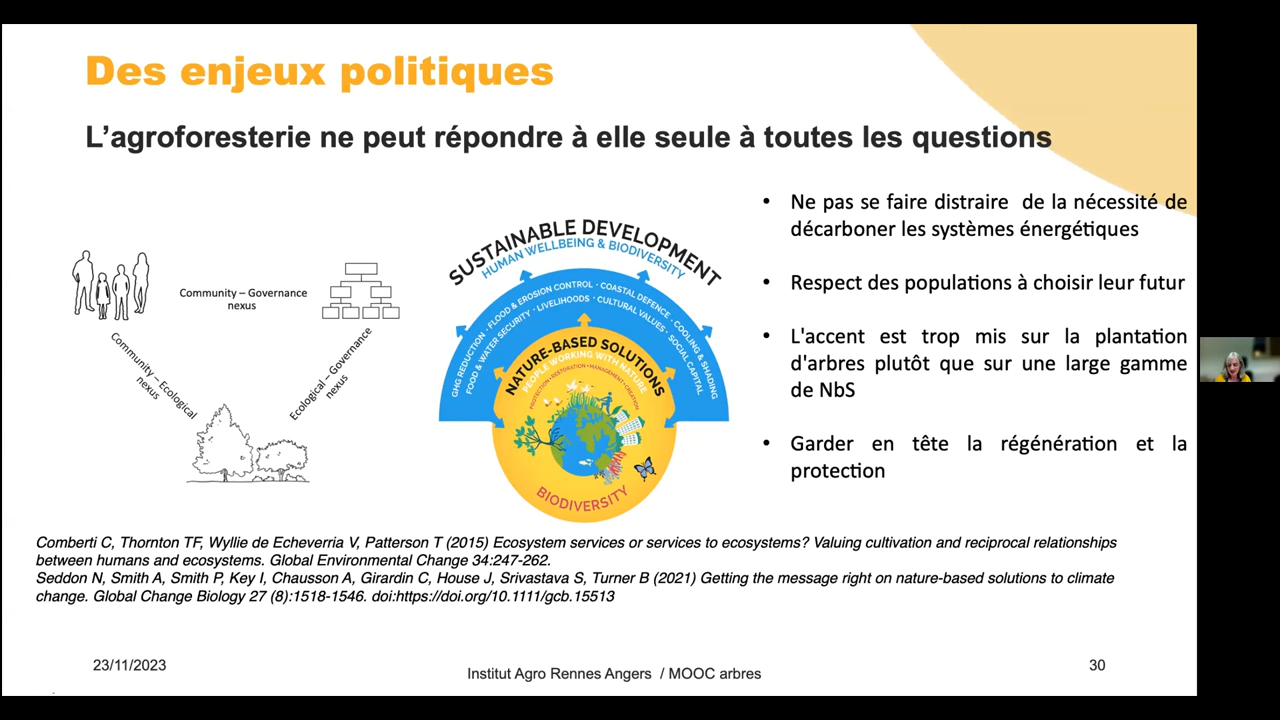 Des enjeux politiques
L’agroforesterie ne peut répondre à elle seule à toutes les questions
Community – Governance
nexus
Community – Ecological
nexus
Ecological – Governance
nexus
SUSTAINABLE DEVELOPMENT
HUMAN WELLBEING & BIODIVERSITY
GHG REDUCTION · FLOOD & EROSION CONTROL · COASTAL DEFENCE · COOLING & SHADING
FOOD & WATER SECURITY · LIVELIHOODS · CULTURAL VALUES · SOCIAL CAPITAL
NATURE-BASED SOLUTIONS
PEOPLE WORKING WITH NATURE
PROTECTION • RESTORATION • MANAGEMENT • CREATION
BIODIVERSITY
• Ne pas se faire distraire de la nécessité de
décarboner les systèmes énergétiques
• Respect des populations à choisir leur futur
• L'accent est trop mis sur la plantation
d'arbres plutôt que sur une large gamme
de NbS
• Garder en tête la régénération et la
protection
Comberti C, Thornton TF, Wyllie de Echeverria V, Patterson T (2015) Ecosystem services or services to ecosystems? Valuing cultivation and reciprocal relationships
between humans and ecosystems. Global Environmental Change 34:247-262.
Seddon N, Smith A, Smith P, Key I, Chausson A, Girardin C, House J, Srivastava S, Turner B (2021) Getting the message right on nature-based solutions to climate
change. Global Change Biology 27 (8):1518-1546. doi:https://doi.org/10.1111/gcb.15513
23/11/2023
Institut Agro Rennes Angers / MOOC arbres
30